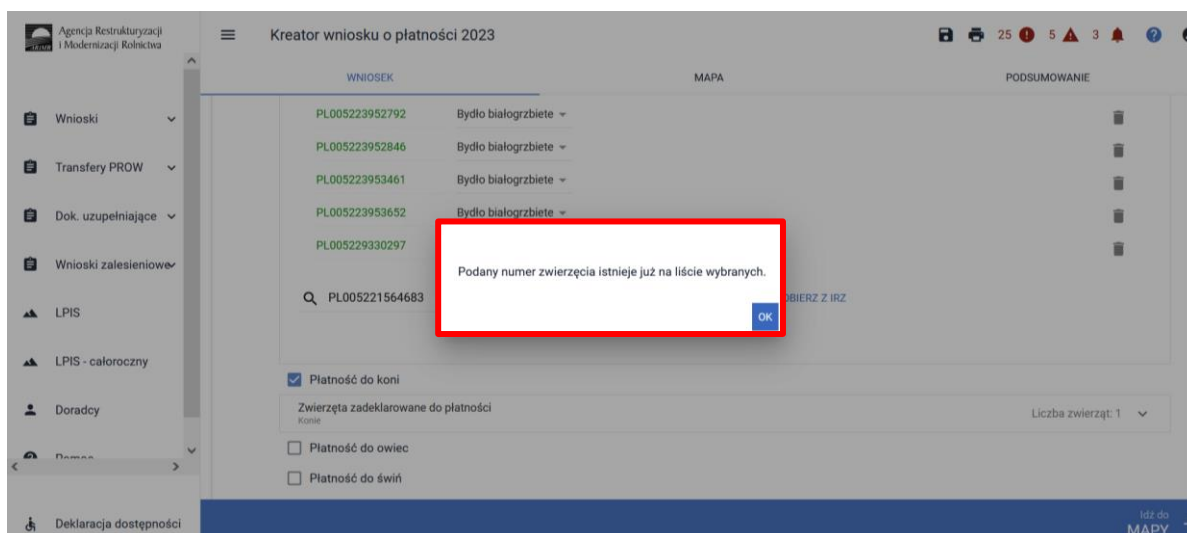 Agencja Restrukturyzacji
i Modernizacji Rolnictwa
Kreator wniosku o płatności 2023
25 5 3
WNIOSEK MAPA PODSUMOWANIE
Wnioski
Transfery PROW
Dok. uzupełniające
Wnioski zalesieniowe
LPIS
LPIS - całoroczny
Doradcy
Deklaracja dostępności
PL005223952792 Bydło białogrzbiete
PL005223952846 Bydło białogrzbiete
PL005223953461 Bydło białogrzbiete
PL005223953652 Bydło białogrzbiete
PL005229330297
PL005221564683
Z IRZ
Podany numer zwierzęcia istnieje już na liście wybranych.
OK
Płatność do koni
Zwierzęta zadeklarowane do płatności
Konie
Liczba zwierząt: 1
Płatność do owiec
Płatność do świń
Idź do
MAPY